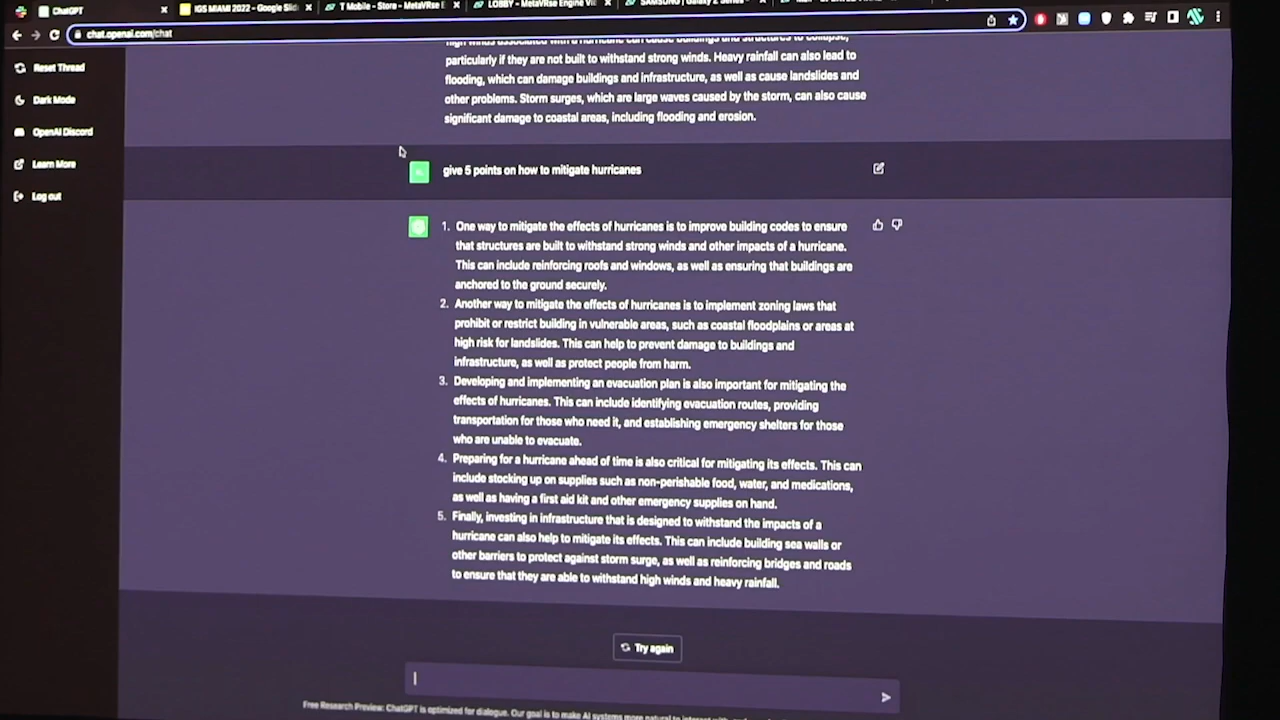 ChatGPT
IGS MIAMI 2022 - Google Slid
T Mobile - Store - MetaVRse E
LOBBY - MetaVRse Engine Vi
SAMSUNG | Galaxy Z Series -
chat.openai.com/chat
Reset Thread
Dark Mode
OpenAI Discord
Learn More
Log out
high winds associated with a hurricane can cause buildings and structures to collapse,
particularly if they are not built to withstand strong winds. Heavy rainfall can also lead to
flooding, which can damage buildings and infrastructure, as well as cause landslides and
other problems. Storm surges, which are large waves caused by the storm, can also cause
significant damage to coastal areas, including flooding and erosion.
give 5 points on how to mitigate hurricanes
1. One way to mitigate the effects of hurricanes is to improve building codes to ensure
that structures are built to withstand strong winds and other impacts of a hurricane.
This can include reinforcing roofs and windows, as well as ensuring that buildings are
anchored to the ground securely.
2. Another way to mitigate the effects of hurricanes is to implement zoning laws that
prohibit or restrict building in vulnerable areas, such as coastal floodplains or areas at
high risk for landslides. This can help to prevent damage to buildings and
infrastructure, as well as protect people from harm.
3. Developing and implementing an evacuation plan is also important for mitigating the
effects of hurricanes. This can include identifying evacuation routes, providing
transportation for those who need it, and establishing emergency shelters for those
who are unable to evacuate.
4. Preparing for a hurricane ahead of time is also critical for mitigating its effects. This can
include stocking up on supplies such as non-perishable food, water, and medications,
as well as having a first aid kit and other emergency supplies on hand.
5. Finally, investing in infrastructure that is designed to withstand the impacts of a
hurricane can also help to mitigate its effects. This can include building sea walls or
other barriers to protect against storm surge, as well as reinforcing bridges and roads
to ensure that they are able to withstand high winds and heavy rainfall.
Try again
Free Research Preview: ChatGPT is optimized for dialogue. Our goal is to make AI systems more natural to interact with, and